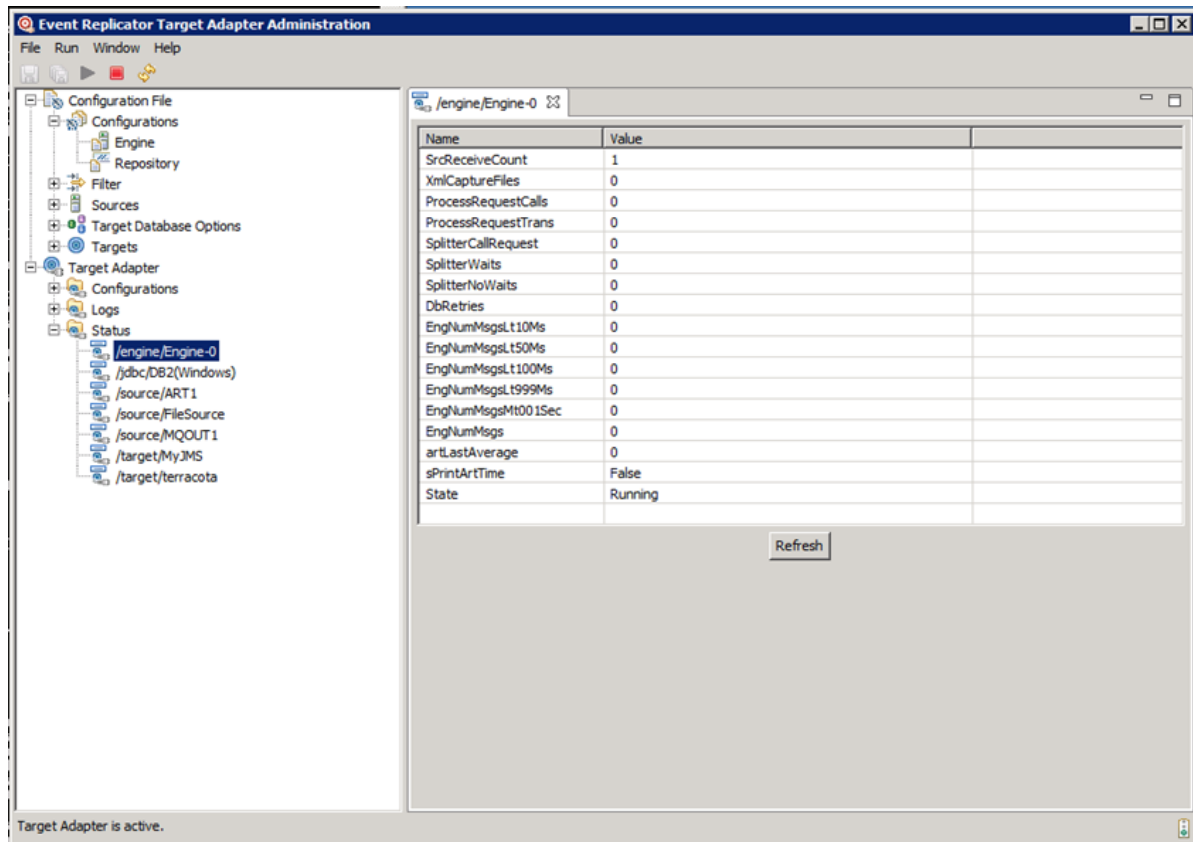 Event Replicator Target Adapter Administration
File Run Window Help
Configuration File
Configurations
Engine
Repository
Filter
Sources
Target Database Options
Targets
Target Adapter
Configurations
Logs
Status
/engine/Engine-0
/jdbc/DB2(Windows)
/source/ART1
/source/FileSource
/source/MQOUT1
/target/MyJMS
/target/terracota
/engine/Engine-0
Name Value
SrcReceiveCount 1
XmlCaptureFiles 0
ProcessRequestCalls 0
ProcessRequestTrans 0
SplitterCallRequest 0
SplitterWaits 0
SplitterNoWaits 0
DbRetries 0
EngNumMsgsLt10Ms 0
EngNumMsgsLt50Ms 0
EngNumMsgsLt100Ms 0
EngNumMsgsLt999Ms 0
EngNumMsgsMt001Sec 0
EngNumMsgs 0
artLastAverage 0
sPrintArtTime False
State Running
Refresh
Target Adapter is active.